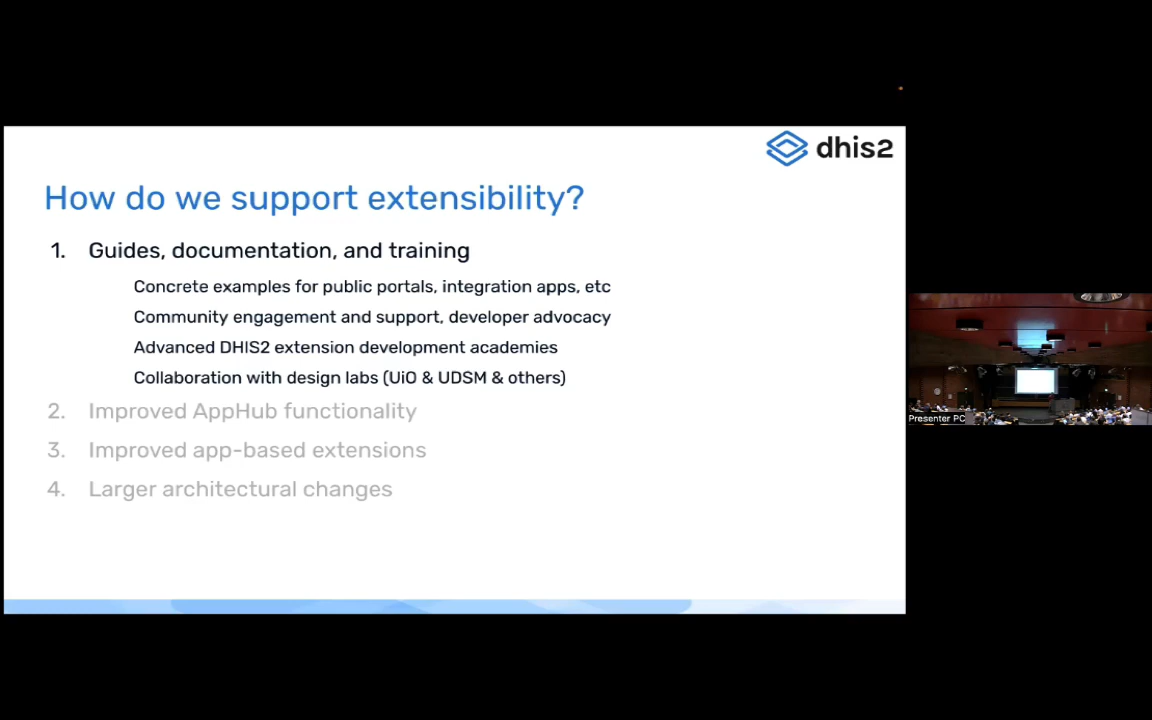 dhis2
How do we support extensibility?
1. Guides, documentation, and training
Concrete examples for public portals, integration apps, etc
Community engagement and support, developer advocacy
Advanced DHIS2 extension development academies
Collaboration with design labs (UiO & UDSM & others)
2. Improved AppHub functionality
3. Improved app-based extensions
4. Larger architectural changes
Presenter PC